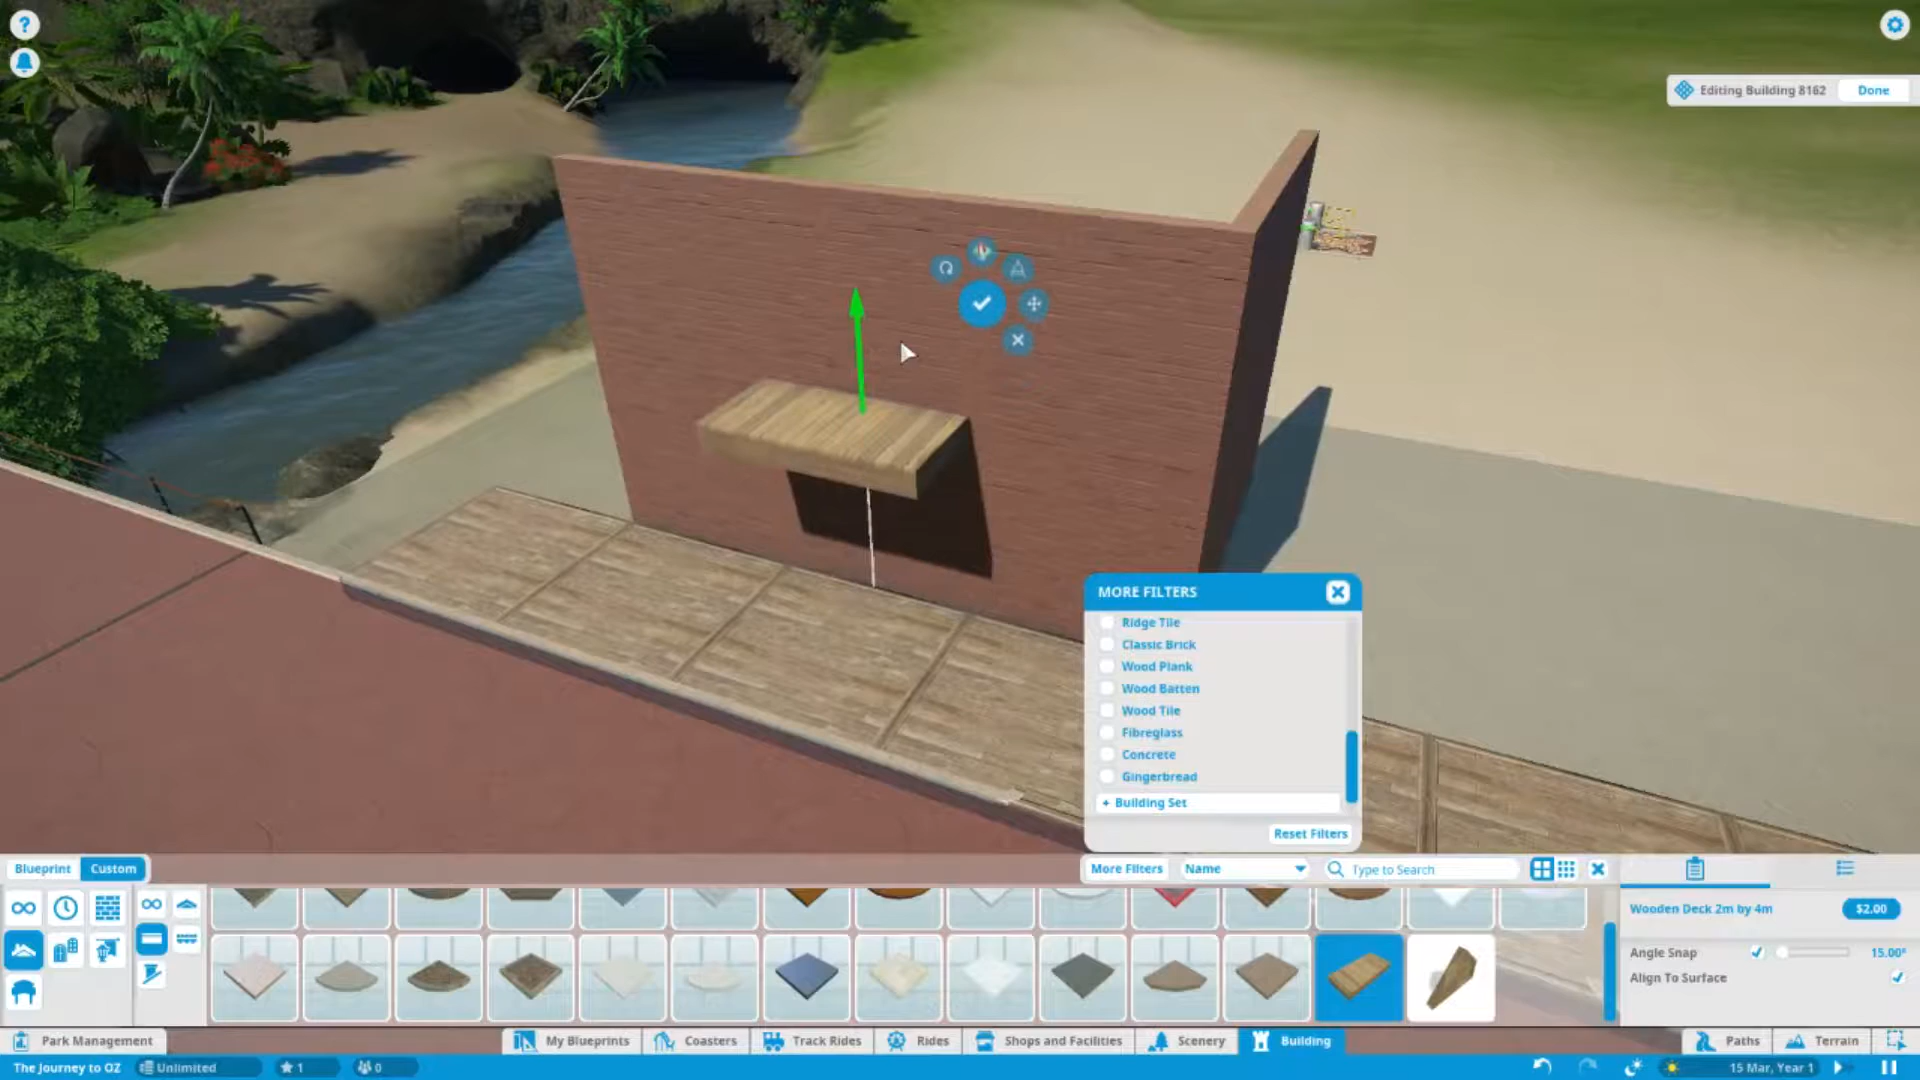 ?
Editing Building 8162
Done
MORE FILTERS
Ridge Tile
Classic Brick
Wood Plank
Wood Batten
Wood Tile
Fibreglass
Concrete
Gingerbread
+ Building Set
Reset Filters
Blueprint
Custom
More Filters
Name
Type to Search
Wooden Deck 2m by 4m
$2.00
Angle Snap
15.00°
Align To Surface
Park Management
My Blueprints
Coasters
Track Rides
Rides
Shops and Facilities
Scenery
Building
Paths
Terrain
The Journey to OZ
Unlimited
1
0
15 Mar, Year 1